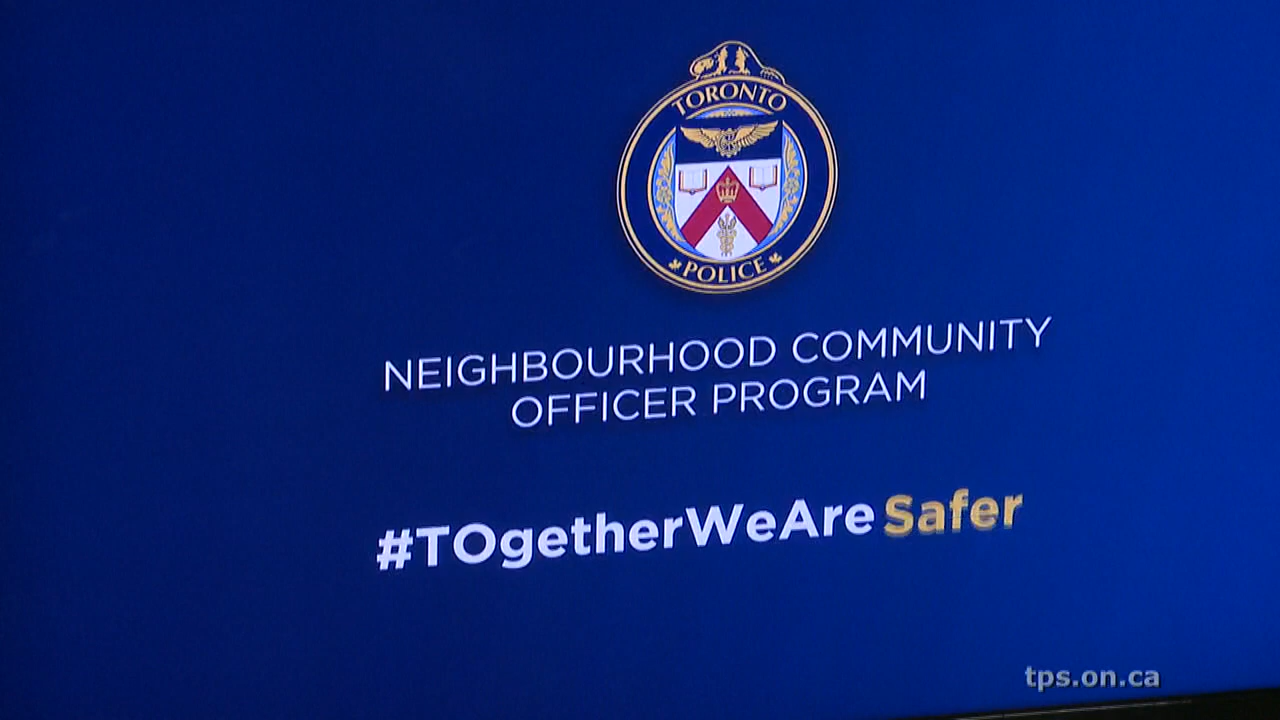 TORONTO
POLICE
NEIGHBOURHOOD COMMUNITY
OFFICER PROGRAM
#TOgetherWeAreSafer
tps.on.ca